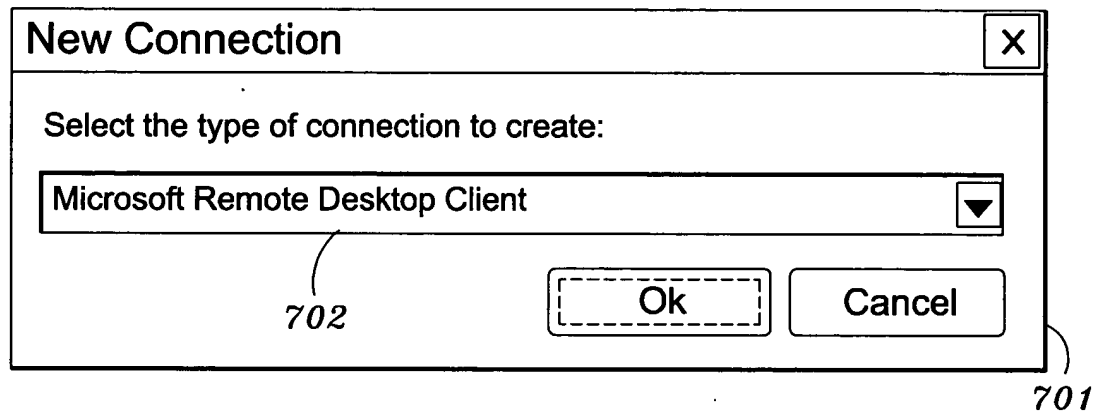 New Connection X
Select the type of connection to create:
Microsoft Remote Desktop Client
702
Ok Cancel
701